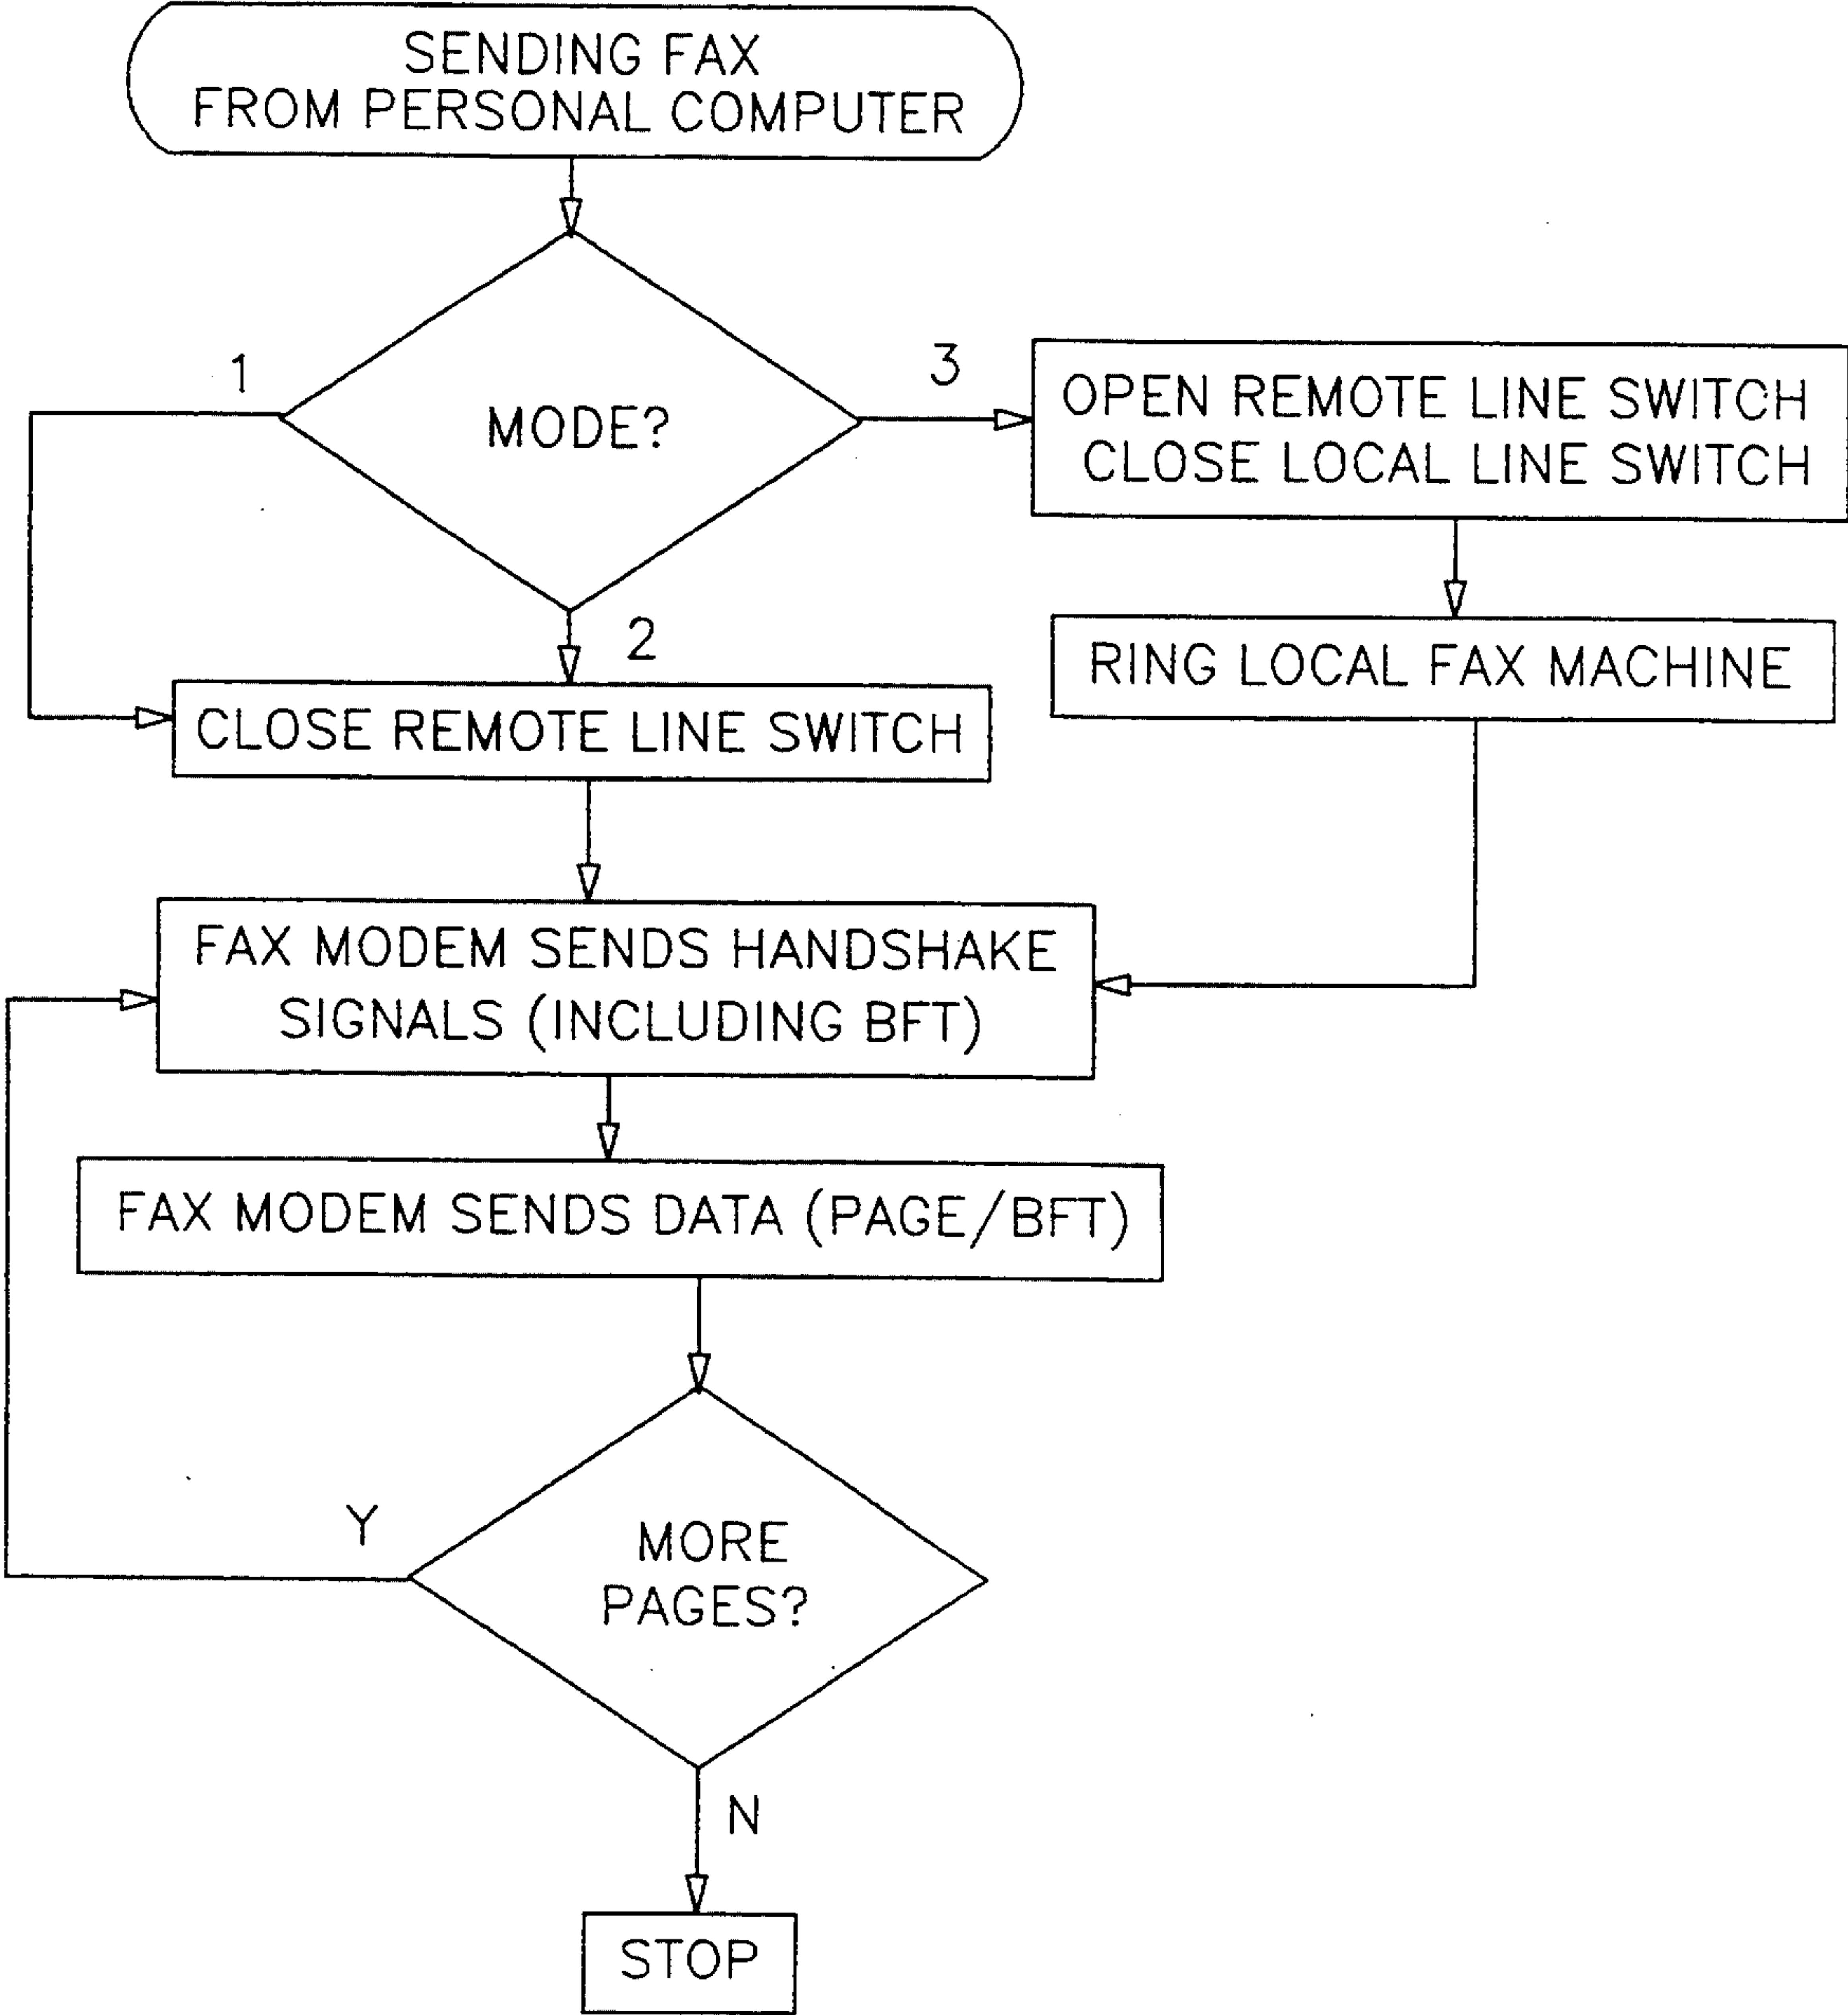 SENDING FAX
FROM PERSONAL COMPUTER
1
MODE?
3
OPEN REMOTE LINE SWITCH
CLOSE LOCAL LINE SWITCH
2
RING LOCAL FAX MACHINE
CLOSE REMOTE LINE SWITCH
FAX MODEM SENDS HANDSHAKE
SIGNALS (INCLUDING BFT)
FAX MODEM SENDS DATA (PAGE/BFT)
Y
MORE
PAGES?
N
STOP